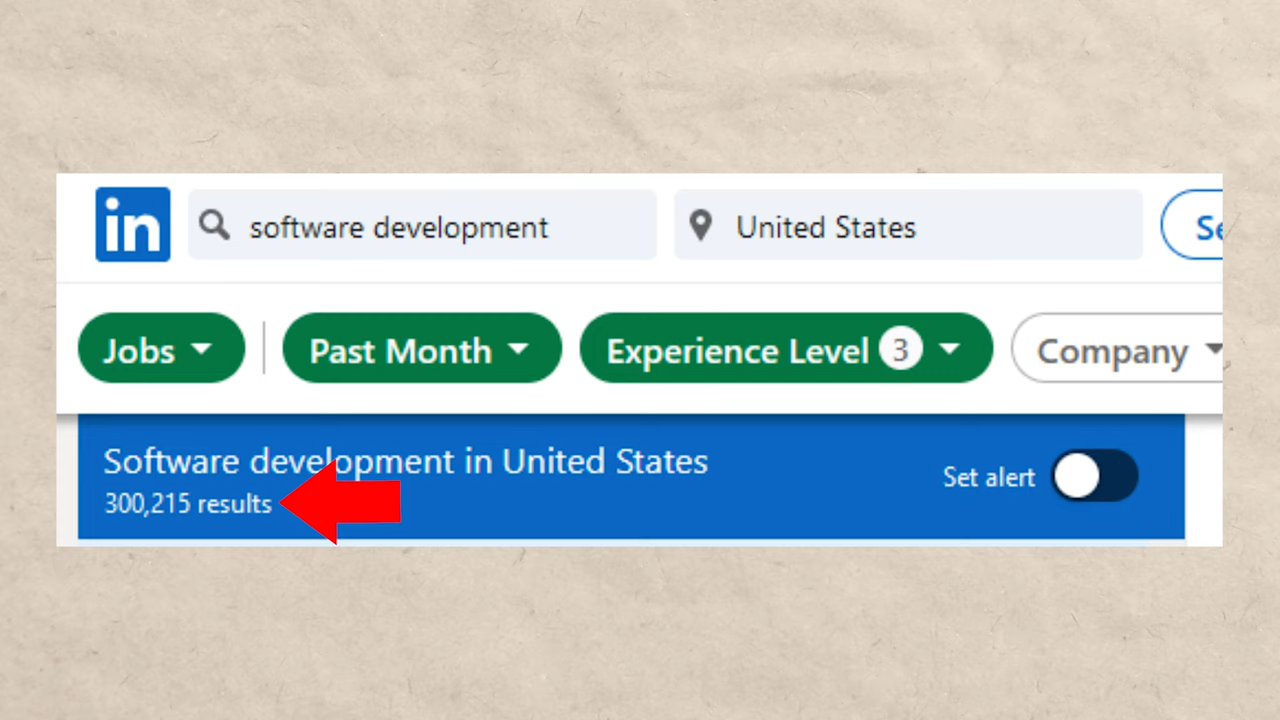 in software development United States Se
Jobs Past Month Experience Level 3 Company
Software development in United States
300,215 results
Set alert